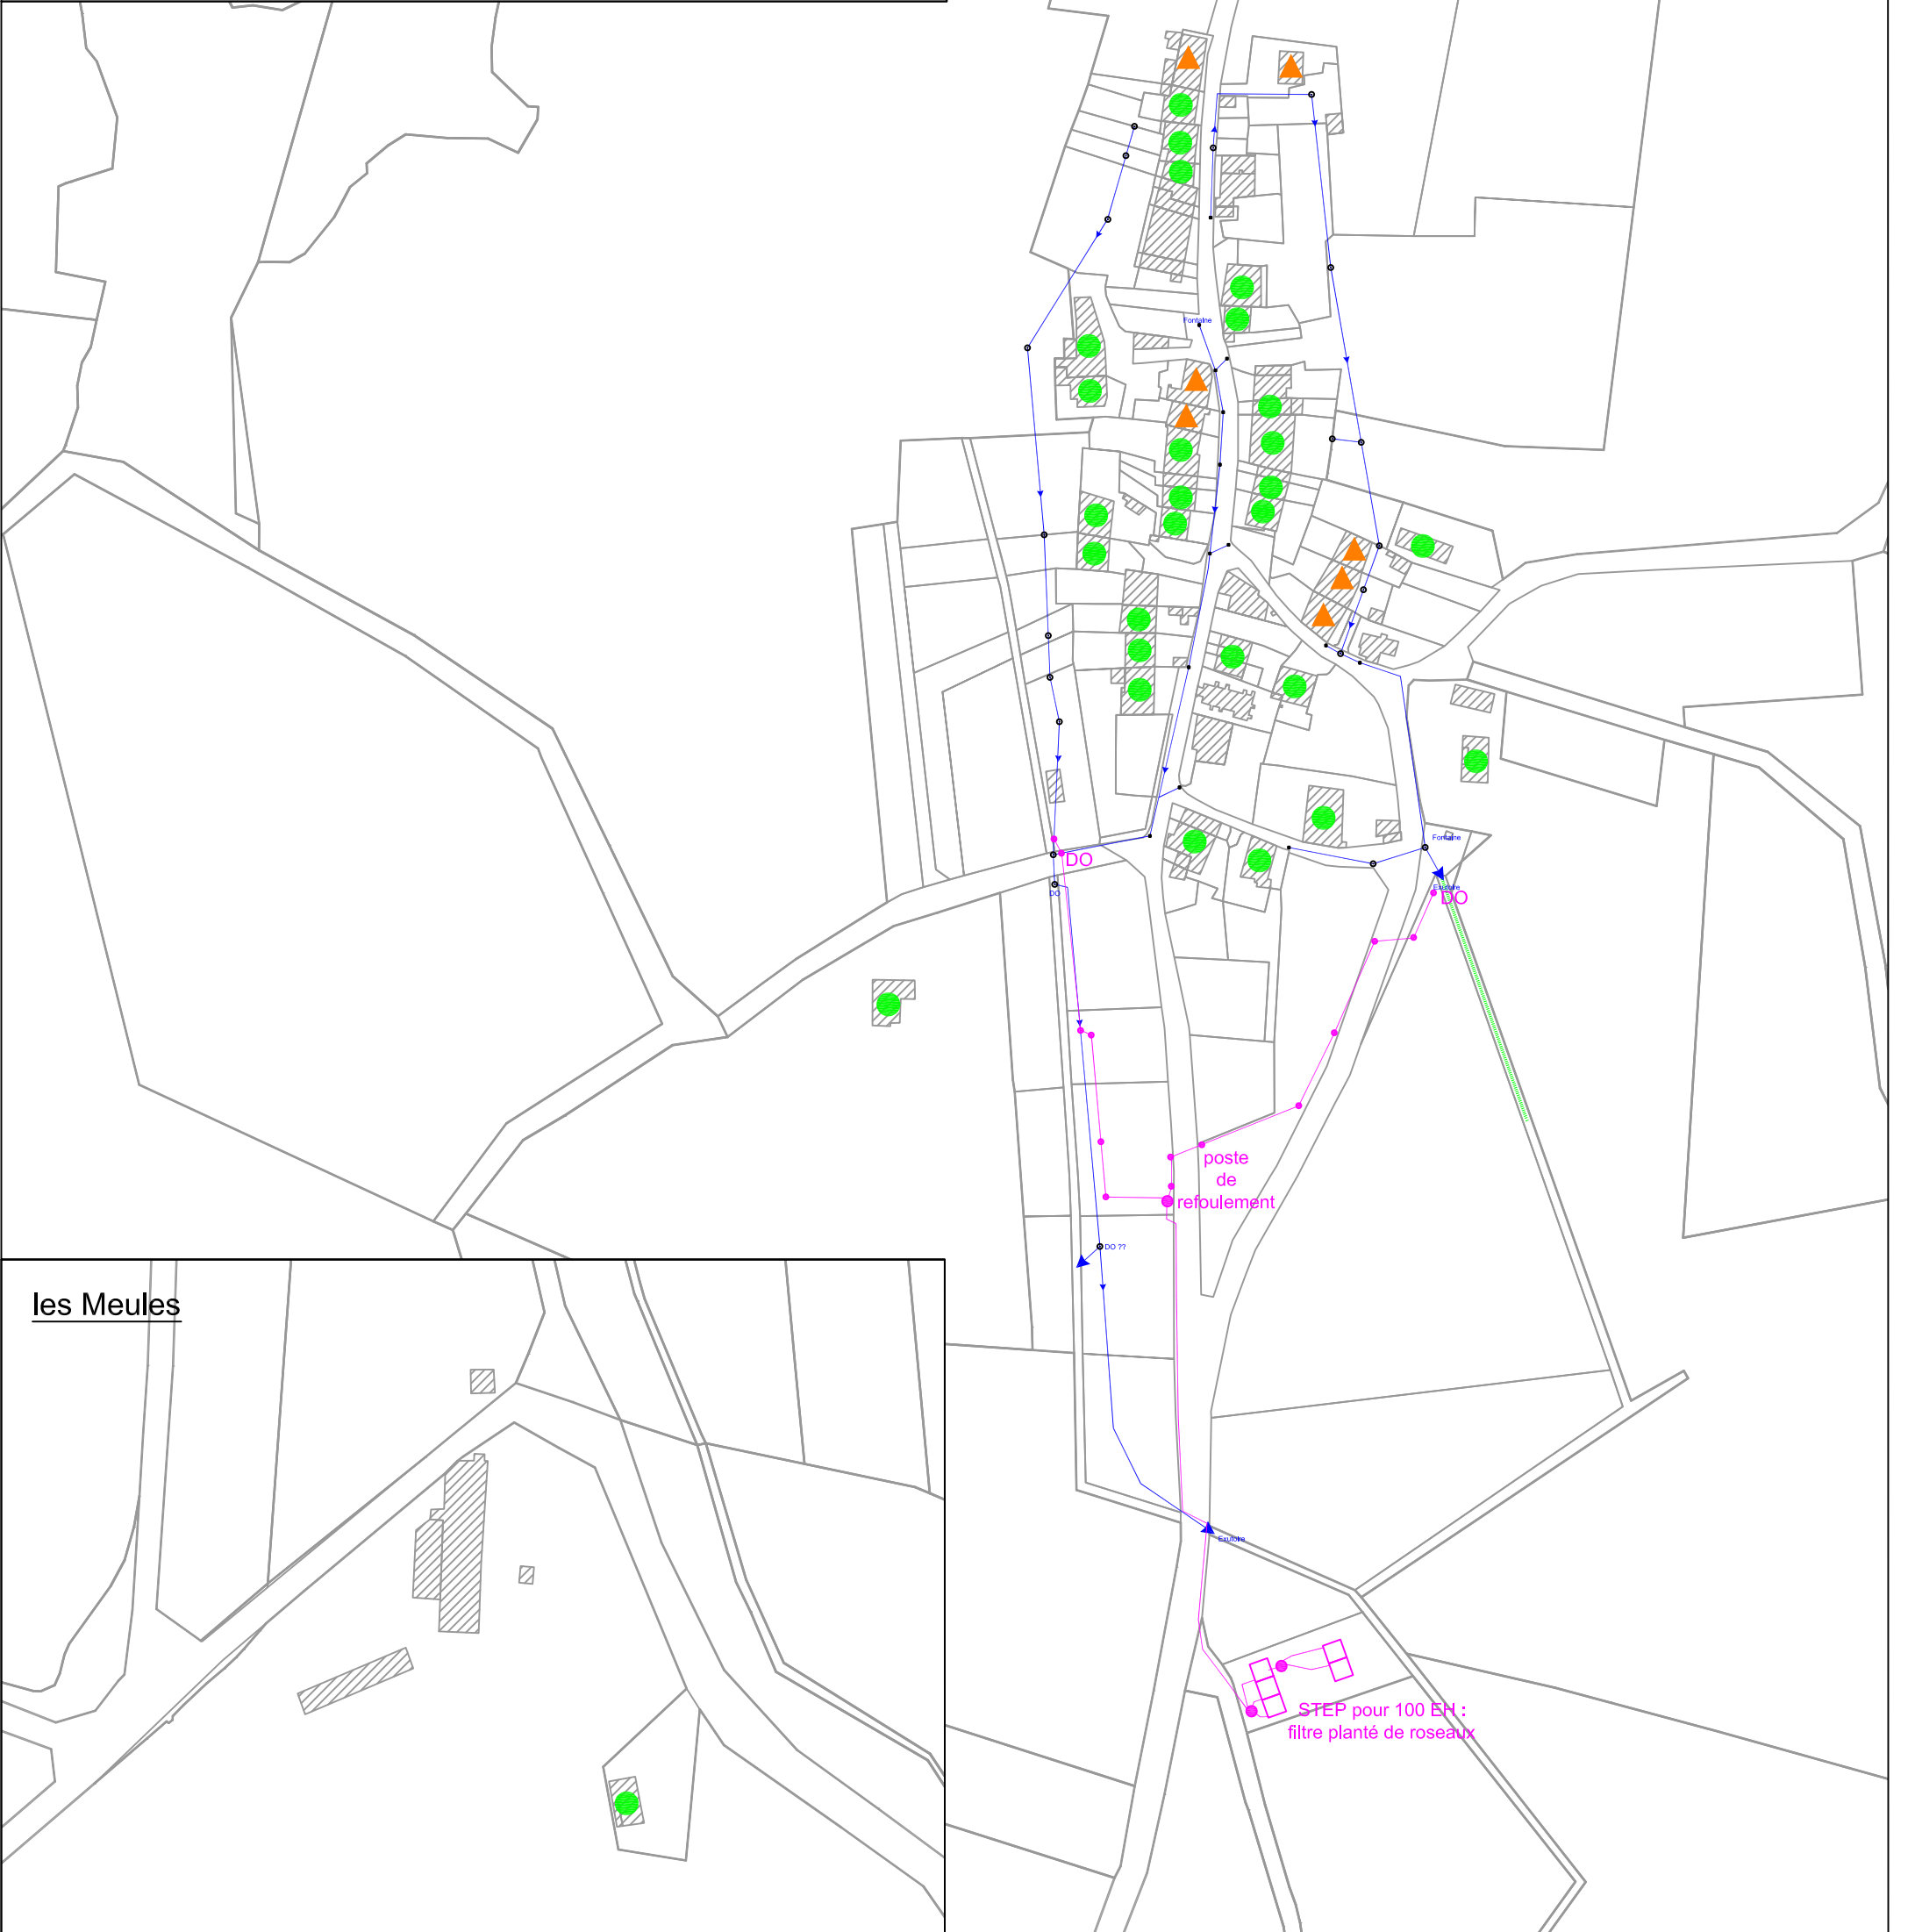 Fontaine
Fontaine
DO
Exutoire
DO
DO
poste
de
refoulement
DO ??
les Meules
Exutoire
STEP pour 100 EH :
filtre planté de roseaux